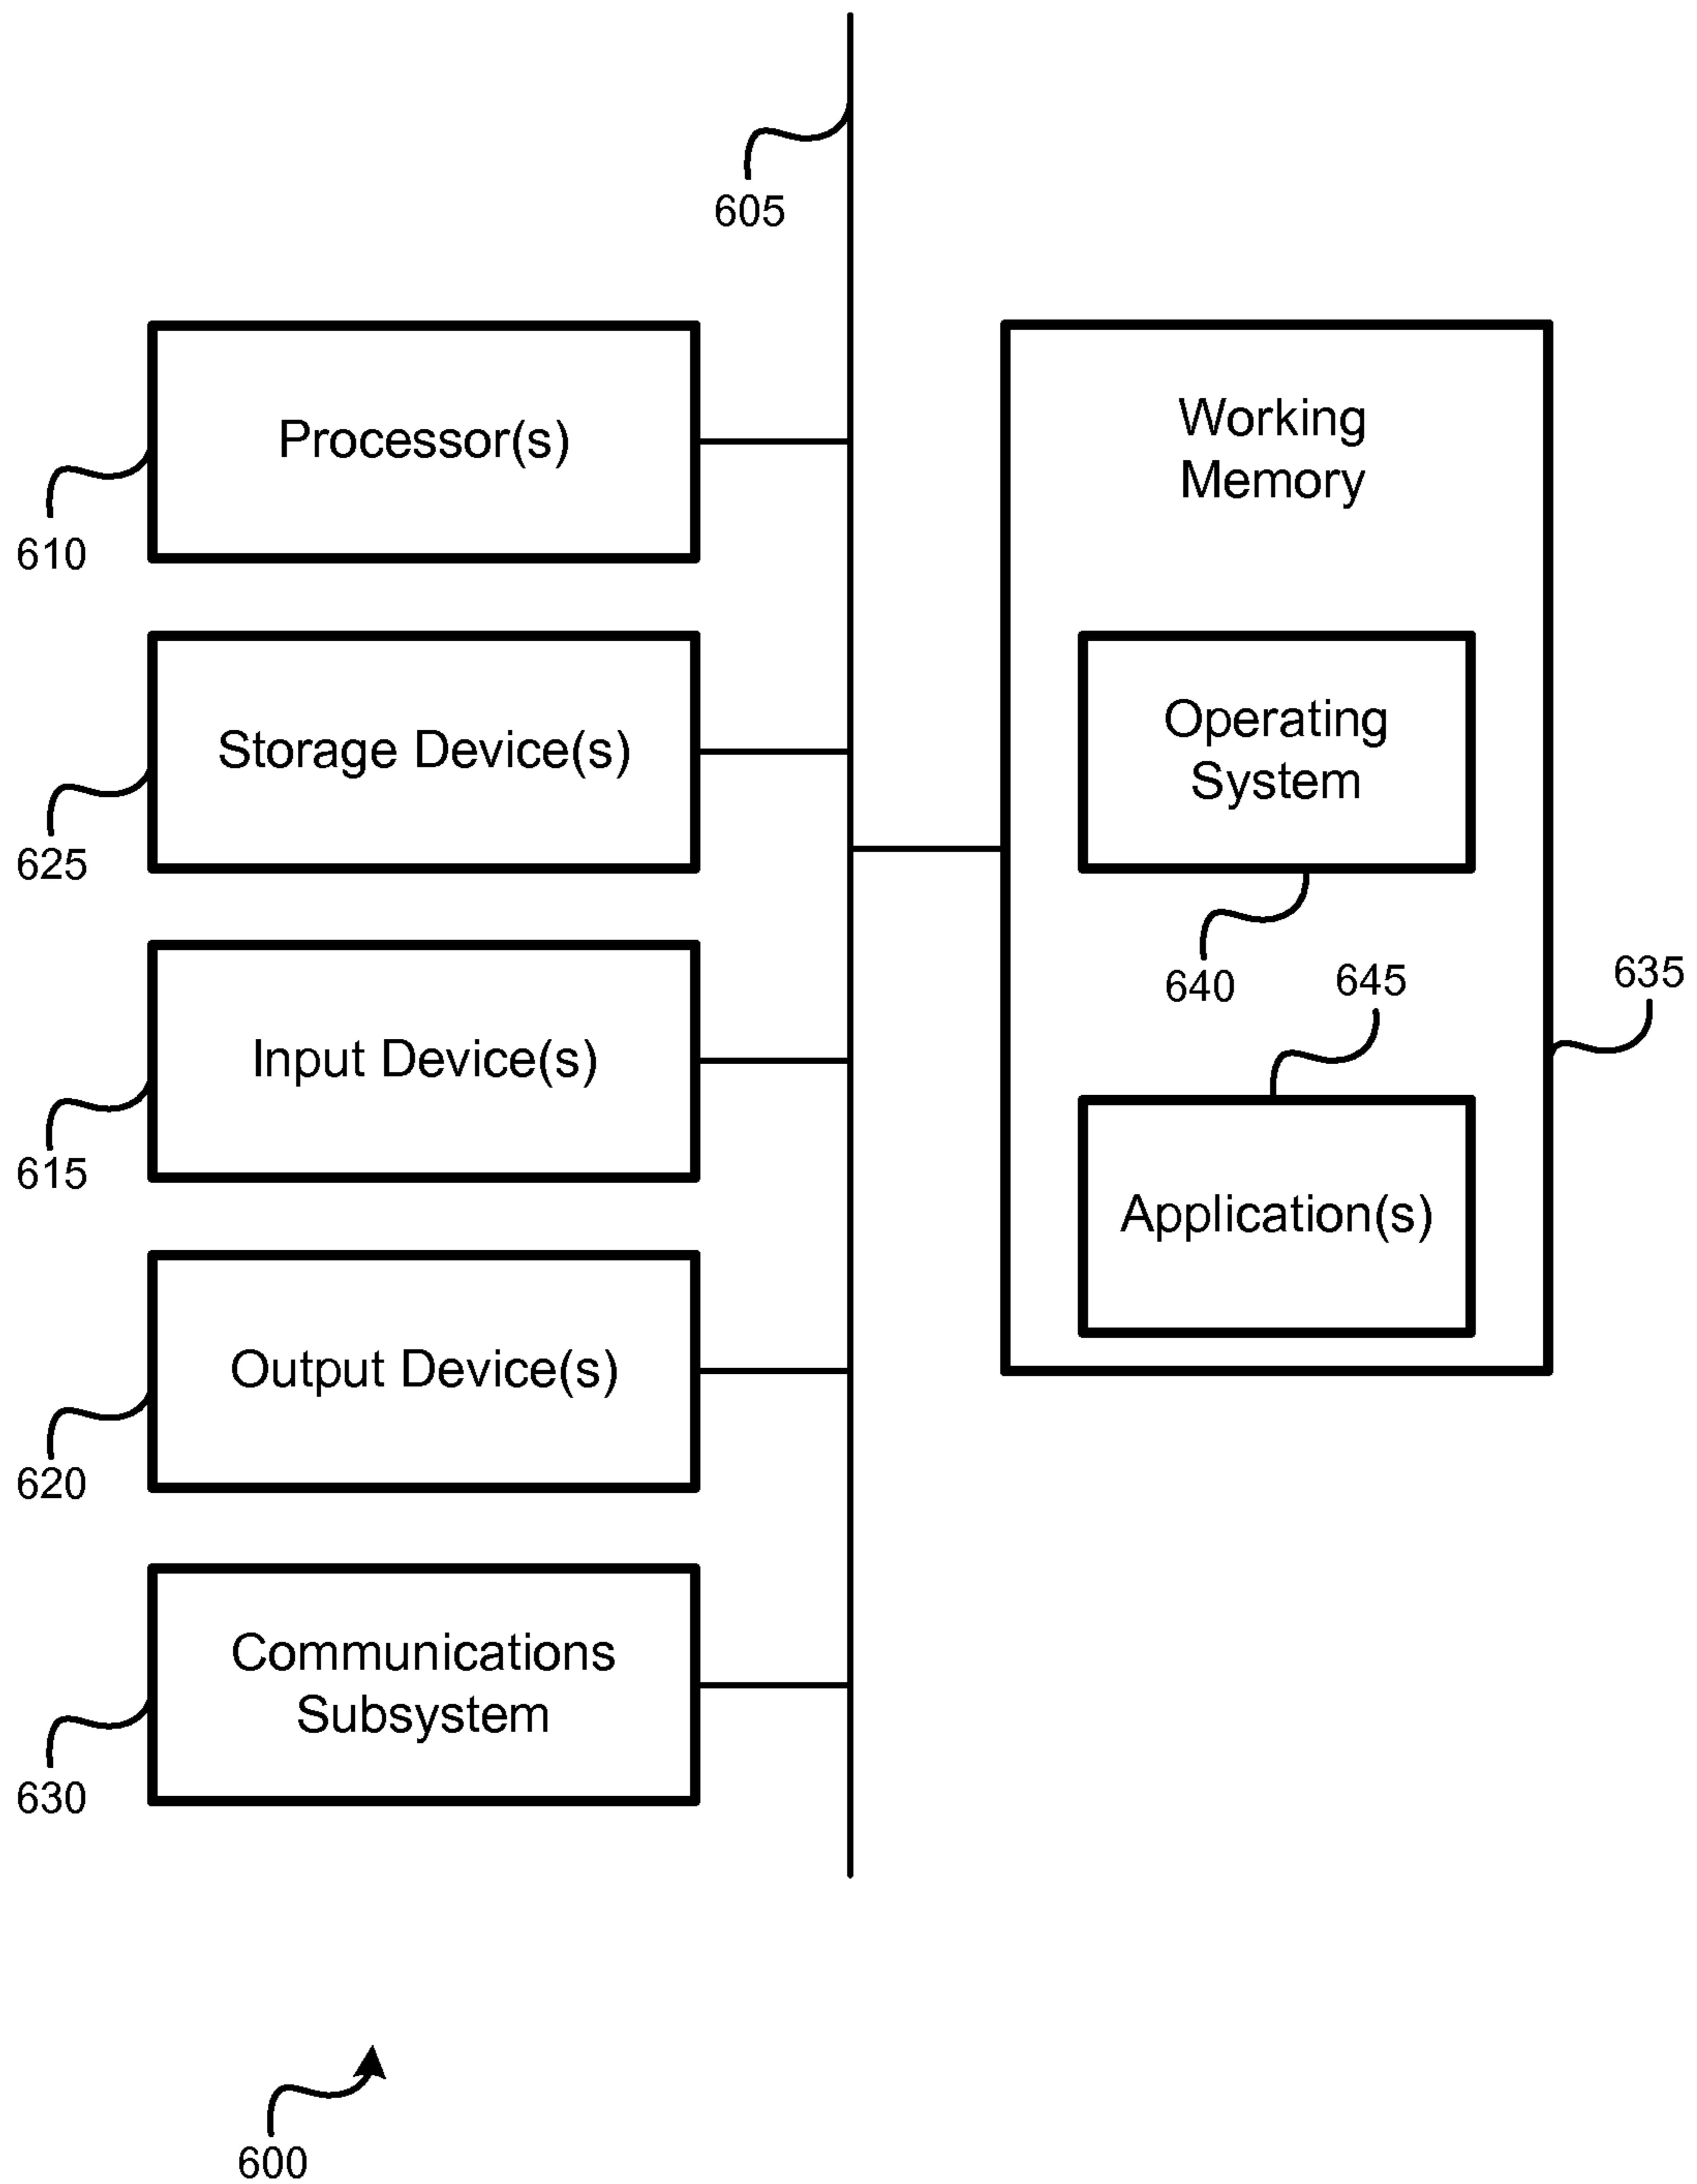 605
Processor(s)
610
Storage Device(s)
625
Input Device(s)
615
Output Device(s)
620
Communications
Subsystem
630
Working
Memory
Operating
System
640
645
635
Application(s)
600